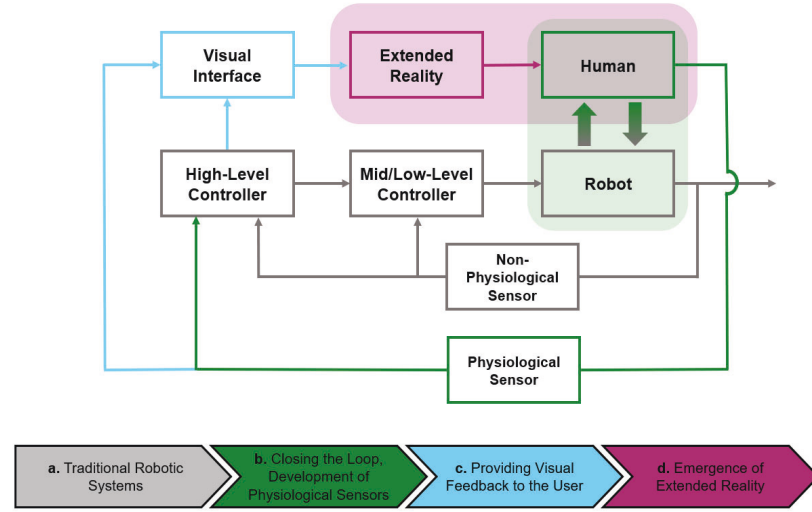 Visual
Interface
Extended
Reality
Human
High-Level
Controller
Mid/Low-Level
Controller
Robot
Non-
Physiological
Sensor
Physiological
Sensor
a. Traditional Robotic
Systems
b. Closing the Loop,
Development of
Physiological Sensors
c. Providing Visual
Feedback to the User
d. Emergence of
Extended Reality